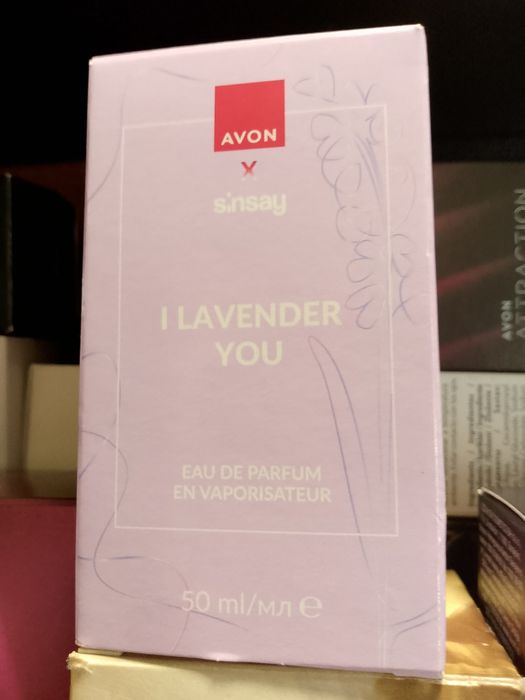 AVON
X
sinsay
I LAVENDER
YOU
EAU DE PARFUM
EN VAPORISATEUR
50 ml/мл ℮
AVON
ATTRACTION